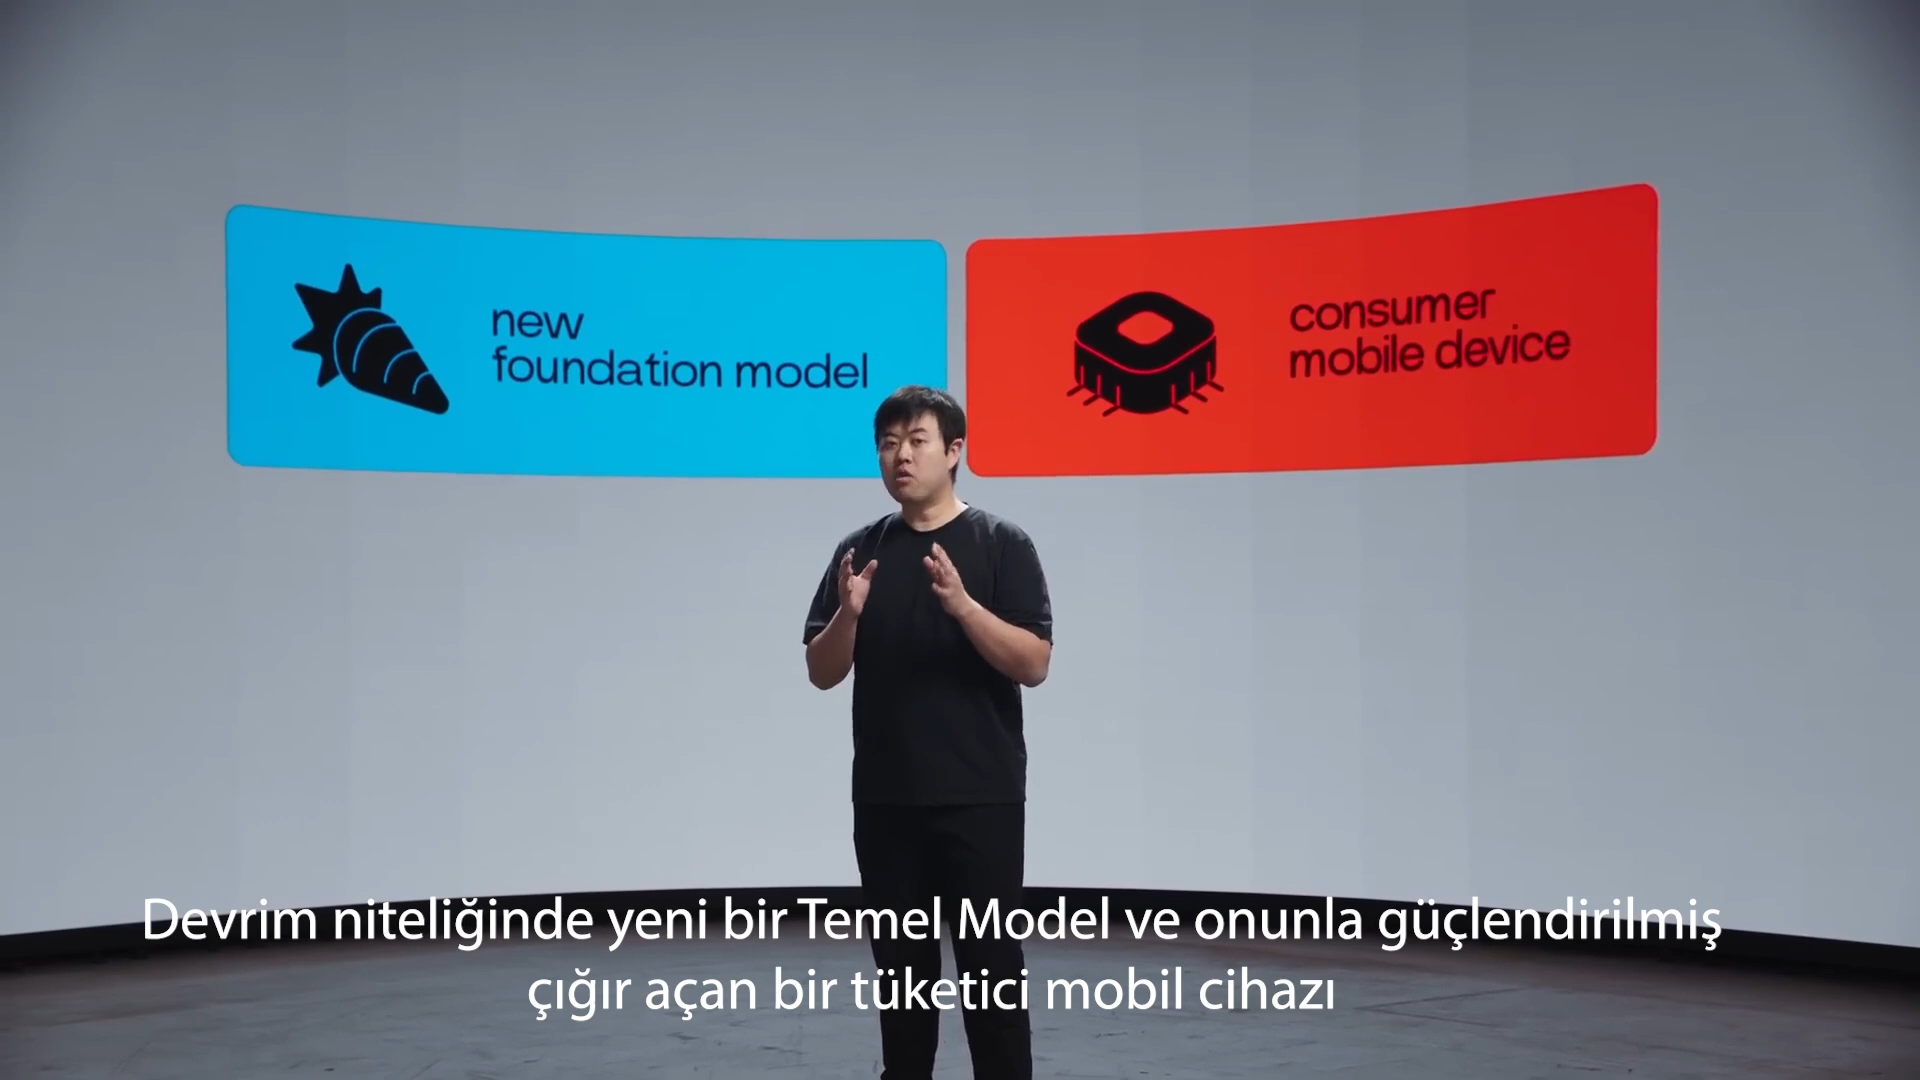 new
foundation model
consumer
mobile device
Devrim niteliğinde yeni bir Temel Model ve onunla güçlendirilmiş
çığır açan bir tüketici mobil cihazı